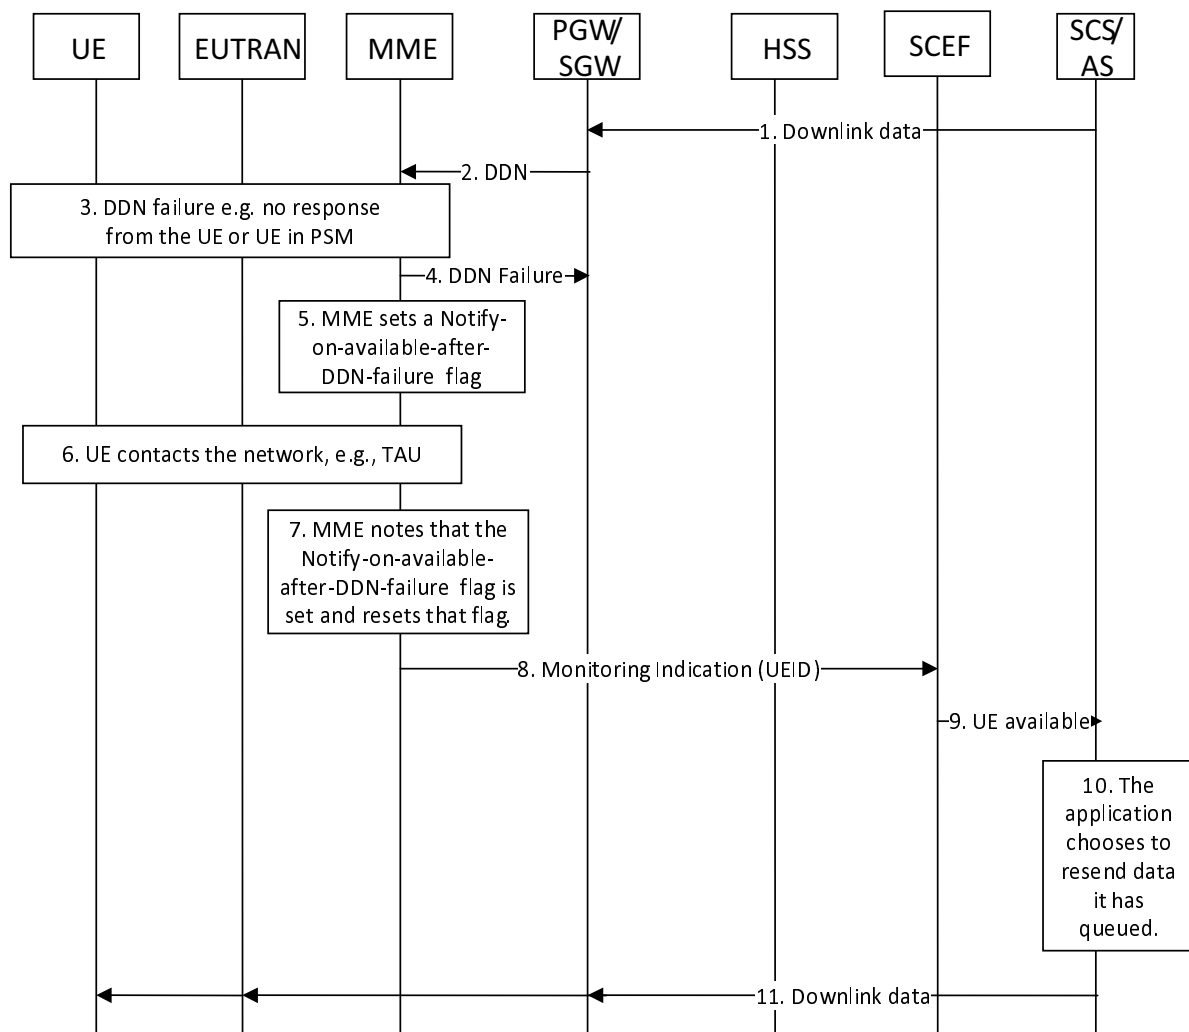 UE
EUTRAN
MME
PGW/
SGW
HSS
SCEF
SCS/
AS
1. Downlink data
2. DDN
3. DDN failure e.g. no response
from the UE or UE in PSM
4. DDN Failure
5. MME sets a Notify-
on-available-after-
DDN-failure flag
6. UE contacts the network, e.g., TAU
7. MME notes that the
Notify-on-available-
after-DDN-failure flag is
set and resets that flag.
8. Monitoring Indication (UEID)
9. UE available
10. The
application
chooses to
resend data
it has
queued.
11. Downlink data